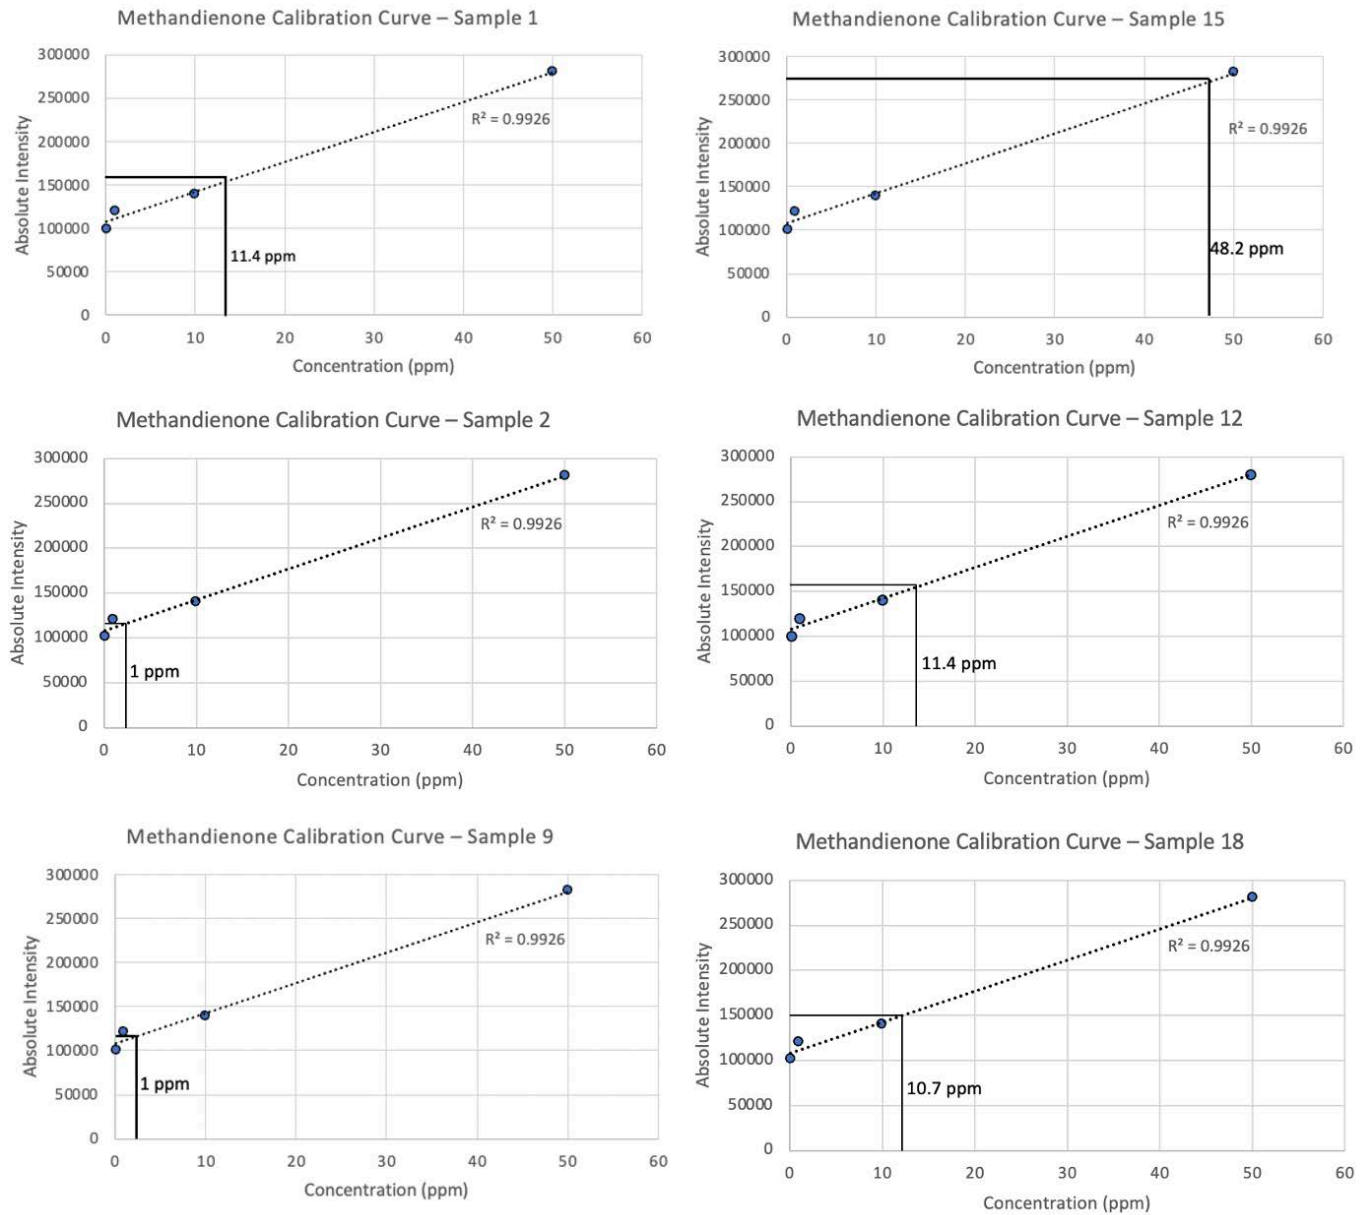 Methandienone Calibration Curve – Sample 1
300000
250000
200000
150000
100000
50000
0
Absolute Intensity
R² = 0.9926
11.4 ppm
0 10 20 30 40 50 60
Concentration (ppm)
Methandienone Calibration Curve – Sample 15
300000
250000
200000
150000
100000
50000
0
Absolute Intensity
R² = 0.9926
48.2 ppm
0 10 20 30 40 50 60
Concentration (ppm)
Methandienone Calibration Curve – Sample 2
300000
250000
200000
150000
100000
50000
0
Absolute Intensity
R² = 0.9926
1 ppm
0 10 20 30 40 50 60
Concentration (ppm)
Methandienone Calibration Curve – Sample 12
300000
250000
200000
150000
100000
50000
0
Absolute Intensity
R² = 0.9926
11.4 ppm
0 10 20 30 40 50 60
Concentration (ppm)
Methandienone Calibration Curve – Sample 9
300000
250000
200000
150000
100000
50000
0
Absolute Intensity
R² = 0.9926
1 ppm
0 10 20 30 40 50 60
Concentration (ppm)
Methandienone Calibration Curve – Sample 18
300000
250000
200000
150000
100000
50000
0
Absolute Intensity
R² = 0.9926
10.7 ppm
0 10 20 30 40 50 60
Concentration (ppm)